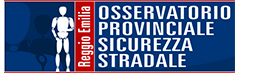 Reggio Emilia
OSSERVATORIO
PROVINCIALE
SICUREZZA
STRADALE